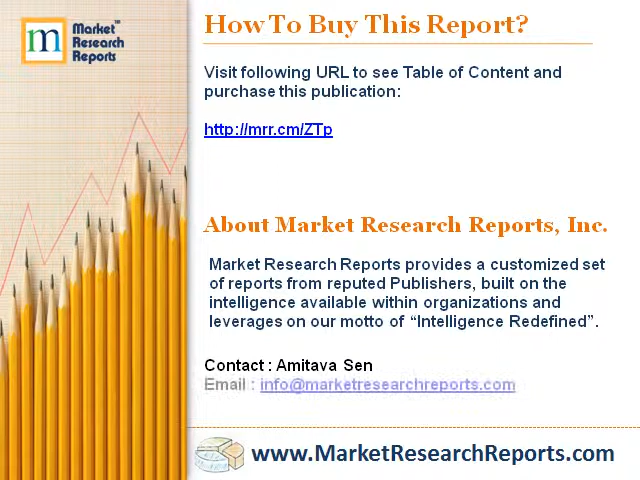 m
Market
Research
Reports
TM
How To Buy This Report?
Visit following URL to see Table of Content and
purchase this publication:
http://mrr.cm/ZTp
About Market Research Reports, Inc.
Market Research Reports provides a customized set
of reports from reputed Publishers, built on the
intelligence available within organizations and
leverages on our motto of “Intelligence Redefined”.
Contact : Amitava Sen
Email : info@marketresearchreports.com
www.MarketResearchReports.com